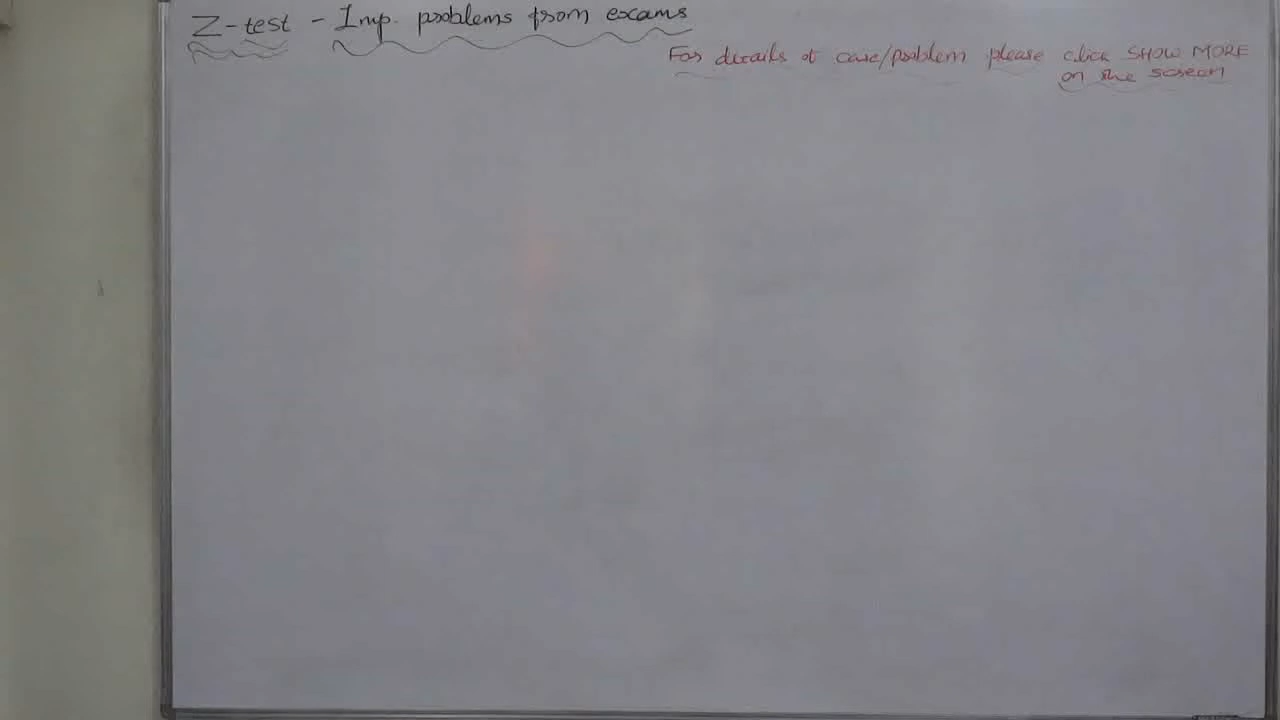 Z-test - Imp. problems from exams
For details of case/problem please click SHOW MORE
on the screen